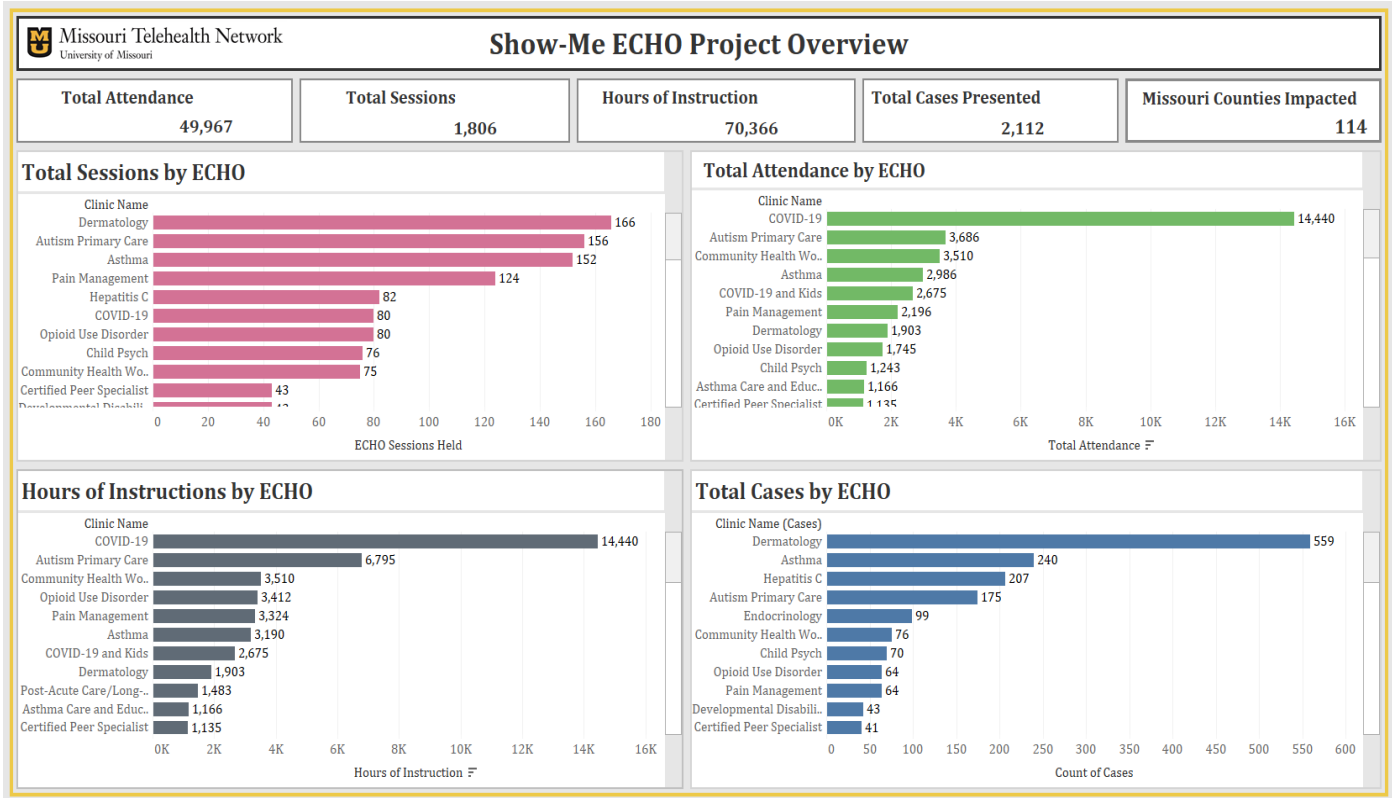 Missouri Telehealth Network
University of Missouri
Show-Me ECHO Project Overview
Total Attendance
49,967
Total Sessions
1,806
Hours of Instruction
70,366
Total Cases Presented
2,112
Missouri Counties Impacted
114
Total Sessions by ECHO
Clinic Name
Dermatology 166
Autism Primary Care 156
Asthma 152
Pain Management 124
Hepatitis C 82
COVID-19 80
Opioid Use Disorder 80
Child Psych 76
Community Health Wo.. 75
Certified Peer Specialist 43
Developmental Disabili.. 43
0 20 40 60 80 100 120 140 160 180
ECHO Sessions Held
Total Attendance by ECHO
Clinic Name
COVID-19 14,440
Autism Primary Care 3,686
Community Health Wo.. 3,510
Asthma 2,986
COVID-19 and Kids 2,675
Pain Management 2,196
Dermatology 1,903
Opioid Use Disorder 1,745
Child Psych 1,243
Asthma Care and Educ.. 1,166
Certified Peer Specialist 1,135
0K 2K 4K 6K 8K 10K 12K 14K 16K
Total Attendance
Hours of Instructions by ECHO
Clinic Name
COVID-19 14,440
Autism Primary Care 6,795
Community Health Wo.. 3,510
Opioid Use Disorder 3,412
Pain Management 3,324
Asthma 3,190
COVID-19 and Kids 2,675
Dermatology 1,903
Post-Acute Care/Long-.. 1,483
Asthma Care and Educ.. 1,166
Certified Peer Specialist 1,135
0K 2K 4K 6K 8K 10K 12K 14K 16K
Hours of Instruction
Total Cases by ECHO
Clinic Name (Cases)
Dermatology 559
Asthma 240
Hepatitis C 207
Autism Primary Care 175
Endocrinology 99
Community Health Wo.. 76
Child Psych 70
Opioid Use Disorder 64
Pain Management 64
Developmental Disabili.. 43
Certified Peer Specialist 41
0 50 100 150 200 250 300 350 400 450 500 550 600
Count of Cases